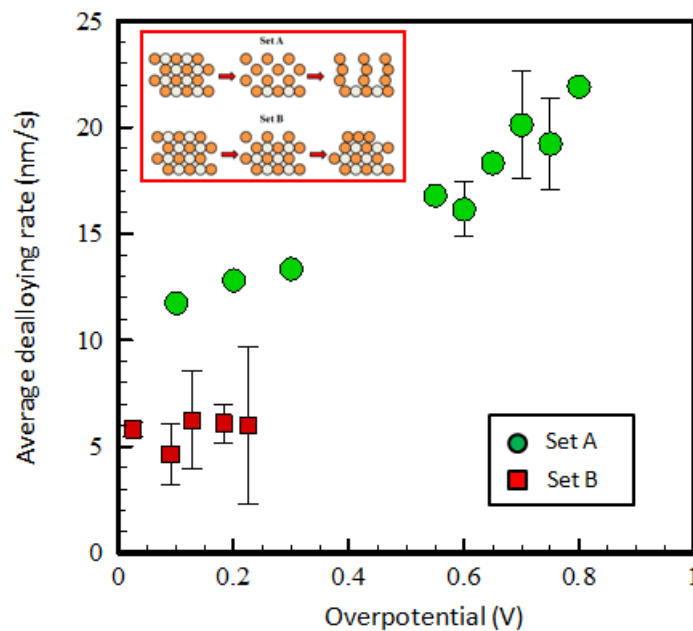 25
20
15
10
5
0
Average dealloying rate (nm/s)
Set A
Set B
Set A
Set B
0
0.2
0.4
0.6
0.8
1
Overpotential (V)